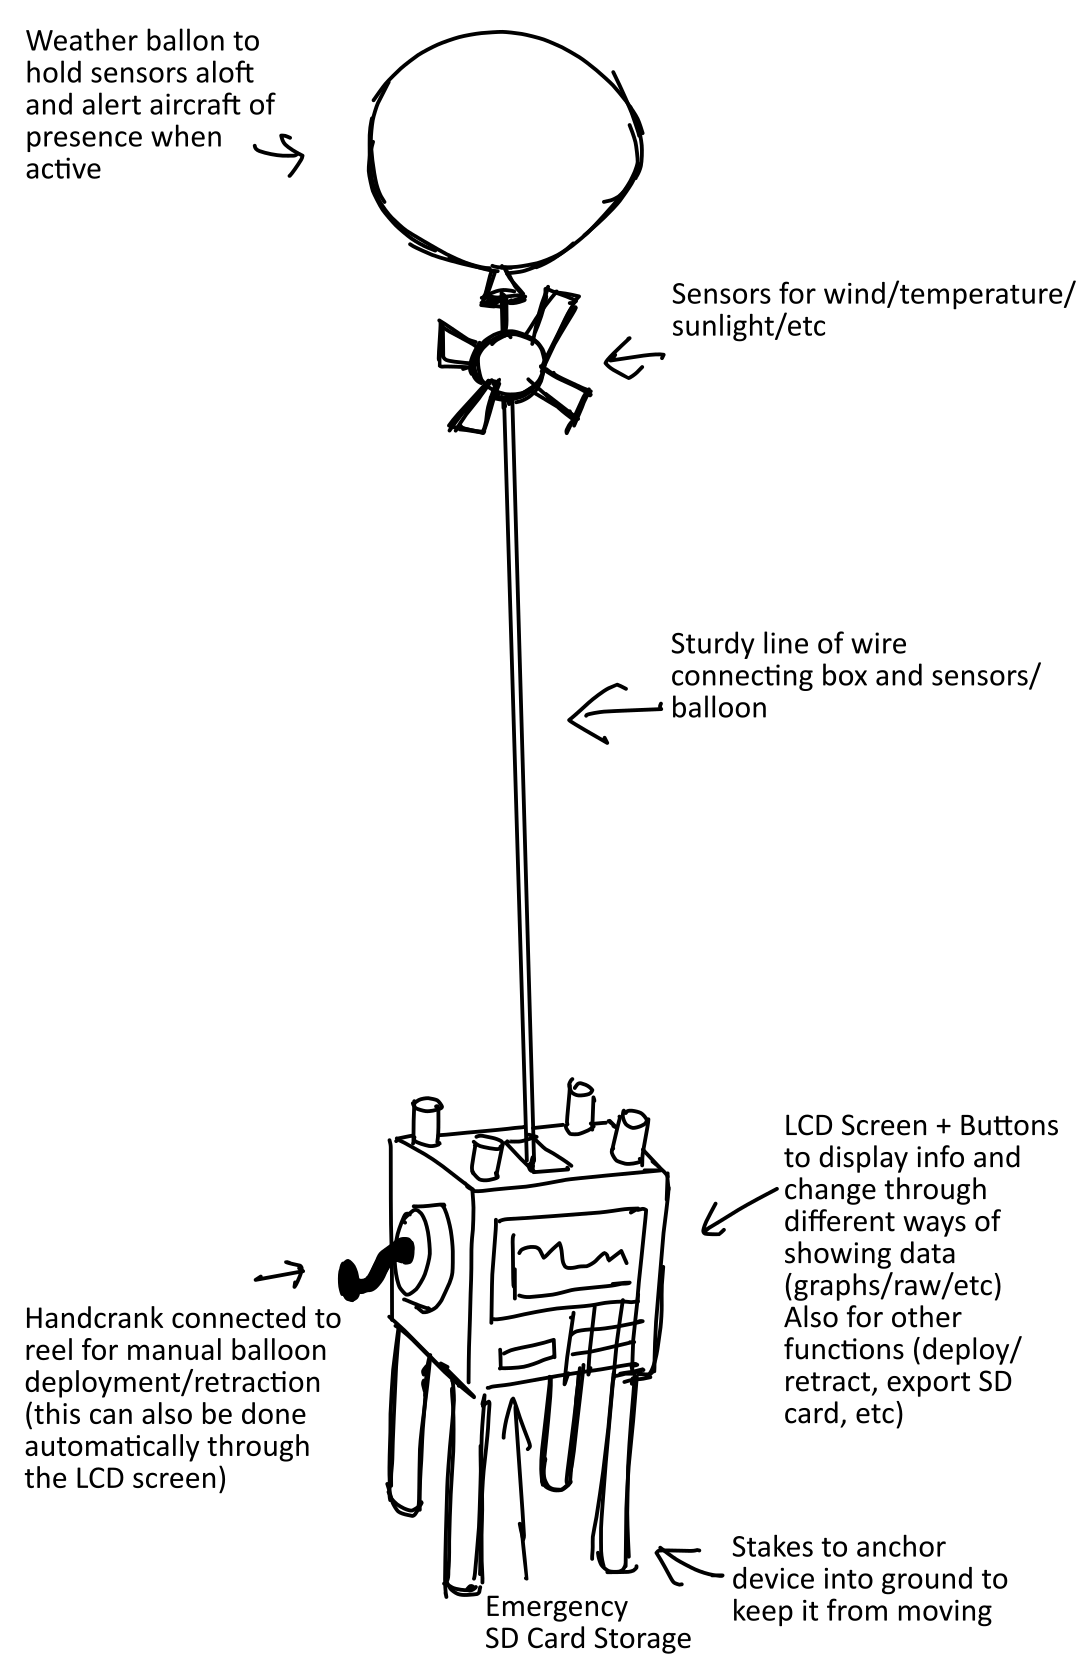 Weather ballon to
hold sensors aloft
and alert aircraft of
presence when
active
Sensors for wind/temperature/
sunlight/etc
Sturdy line of wire
connecting box and sensors/
balloon
LCD Screen + Buttons
to display info and
change through
different ways of
showing data
(graphs/raw/etc)
Also for other
functions (deploy/
retract, export SD
card, etc)
Handcrank connected to
reel for manual balloon
deployment/retraction
(this can also be done
automatically through
the LCD screen)
Stakes to anchor
device into ground to
keep it from moving
Emergency
SD Card Storage